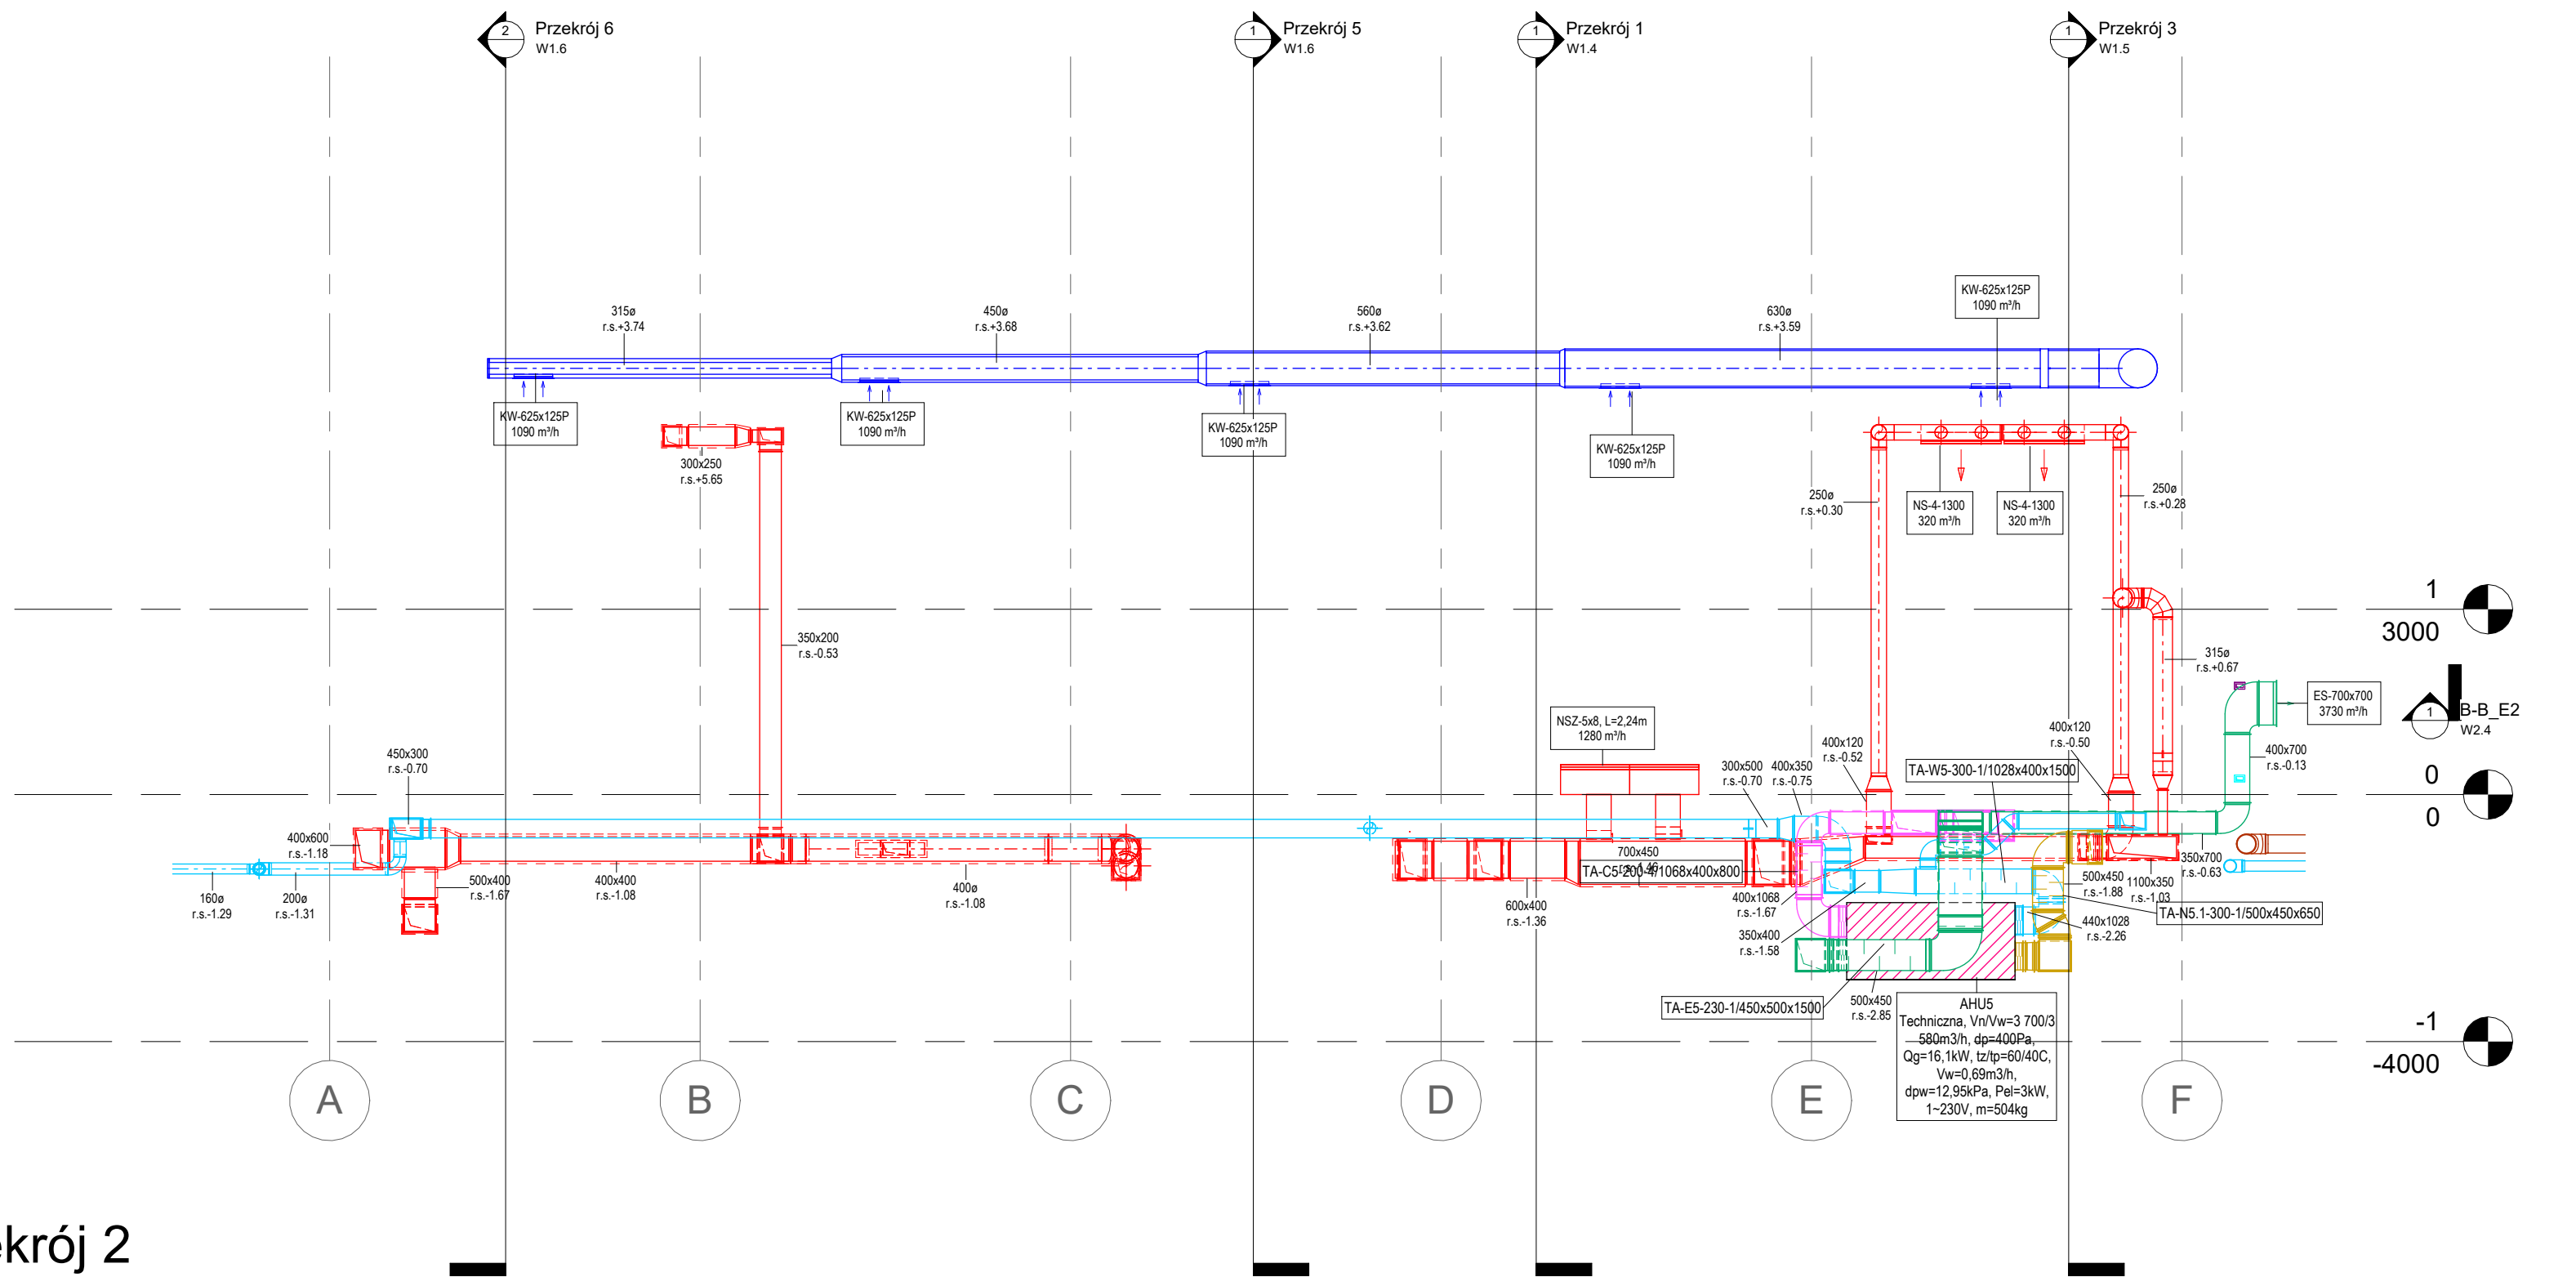 2
Przekrój 6
W1.6
1
Przekrój 5
W1.6
1
Przekrój 1
W1.4
1
Przekrój 3
W1.5
KW-625x125P
1090 m³/h
315ø
r.s.+3.74
450ø
r.s.+3.68
560ø
r.s.+3.62
630ø
r.s.+3.59
KW-625x125P
1090 m³/h
KW-625x125P
1090 m³/h
KW-625x125P
1090 m³/h
KW-625x125P
1090 m³/h
300x250
r.s.+5.65
250ø
r.s.+0.30
NS-4-1300
320 m³/h
NS-4-1300
320 m³/h
250ø
r.s.+0.28
1
3000
350x200
r.s.-0.53
315ø
r.s.+0.67
ES-700x700
3730 m³/h
1
B-B_E2
W2.4
NSZ-5x8, L=2,24m
1280 m³/h
400x120
r.s.-0.50
400x120
r.s.-0.52
450x300
r.s.-0.70
300x500
r.s.-0.70
400x350
r.s.-0.75
TA-W5-300-1/1028x400x1500
400x700
r.s.-0.13
0
0
400x600
r.s.-1.18
700x450
r.s.-1.46
TA-C5-200-4/1068x400x800
350x700
r.s.-0.63
160ø
r.s.-1.29
200ø
r.s.-1.31
500x400
r.s.-1.67
400x400
r.s.-1.08
400ø
r.s.-1.08
600x400
r.s.-1.36
400x1068
r.s.-1.67
500x450
r.s.-1.88
1100x350
r.s.-1.03
TA-N5.1-300-1/500x450x650
350x400
r.s.-1.58
440x1028
r.s.-2.26
TA-E5-230-1/450x500x1500
500x450
r.s.-2.85
AHU5
Techniczna, Vn/Vw=3 700/3
580m3/h, dp=400Pa,
Qg=16,1kW, tz/tp=60/40C,
Vw=0,69m3/h,
dpw=12,95kPa, Pel=3kW,
1~230V, m=504kg
-1
-4000
A
B
C
D
E
F
ekrój 2